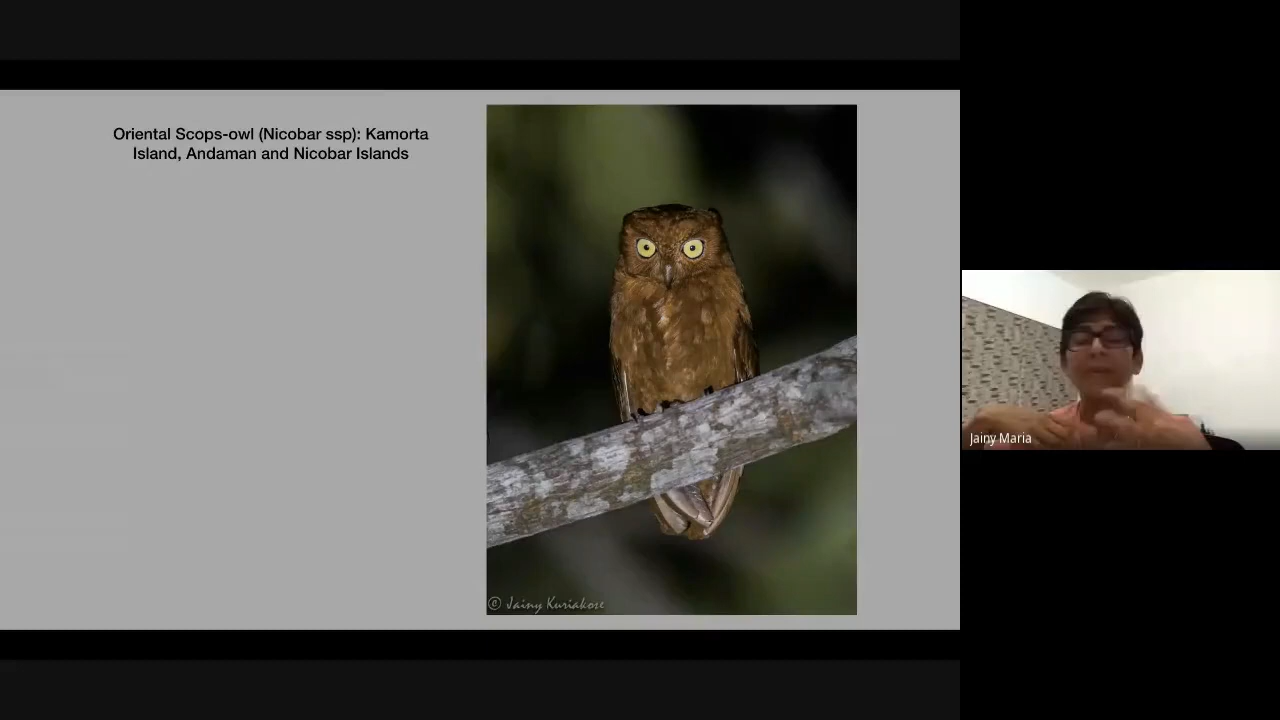 Oriental Scops-owl (Nicobar ssp): Kamorta
Island, Andaman and Nicobar Islands
© Jainy Kuriakose
Jainy Maria